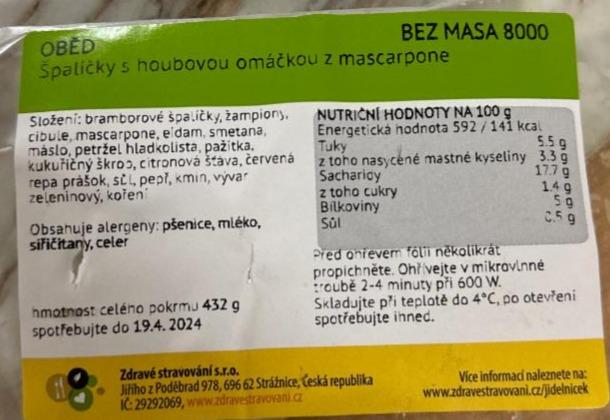 OBĚD
BEZ MASA 8000
Špalíčky s houbovou omáčkou z mascarpone
Složení: bramborové špalíčky, žampiony,
cibule, mascarpone, eidam, smetana,
máslo, petržel hladkolistá, pažitka,
kukuřičný škrob, citronová šťáva, červená
řepa prášok, sůl, pepř, kmín, vývar
zeleninový, koření
Obsahuje alergeny: pšenice, mléko,
siřičitany, celer
hmotnost celého pokrmu 432 g
spotřebujte do 19.4. 2024
NUTRIČNÍ HODNOTY NA 100 g
Energetická hodnota 592 / 141 kcal
Tuky 5.5 g
z toho nasycené mastné kyseliny 3.3 g
Sacharidy 17.7 g
z toho cukry 1.4 g
Bílkoviny 5 g
Sůl 0.5 g
Před ohřevem fólii několikrát
propíchněte. Ohřívejte v mikrovlnné
troubě 2-4 minuty při 600 W.
Skladujte při teplotě do 4°C, po otevření
spotřebujte ihned.
Zdravé stravování s.r.o.
Jiřího z Poděbrad 978, 696 62 Strážnice, Česká republika
IČ: 29292069, www.zdravestravovani.cz
Více informací naleznete na:
www.zdravestravovani.cz/jidelnicek